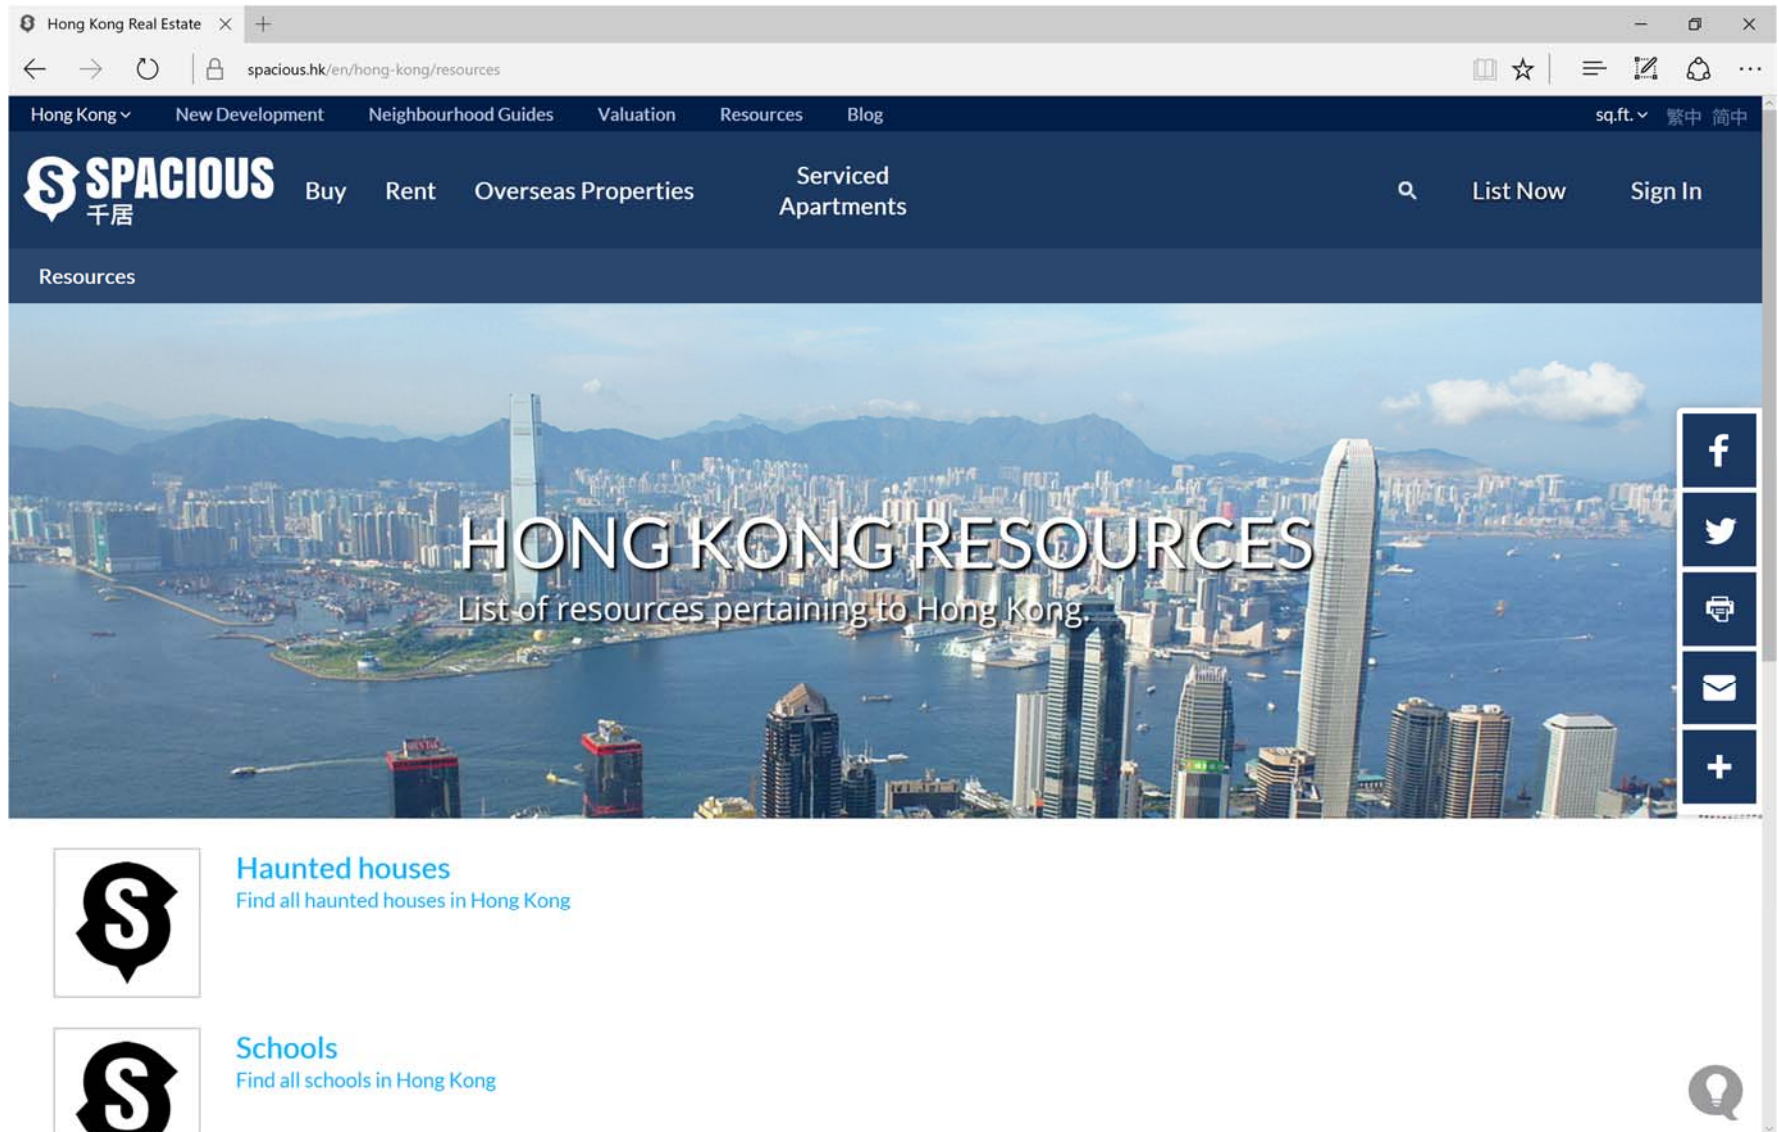 Hong Kong Real Estate
spacious.hk/en/hong-kong/resources
Hong Kong New Development Neighbourhood Guides Valuation Resources Blog sq.ft. 繁中 简中
SPACIOUS
千居
Buy Rent Overseas Properties Serviced
Apartments
List Now Sign In
Resources
HONG KONG RESOURCES
List of resources pertaining to Hong Kong.
Haunted houses
Find all haunted houses in Hong Kong
Schools
Find all schools in Hong Kong